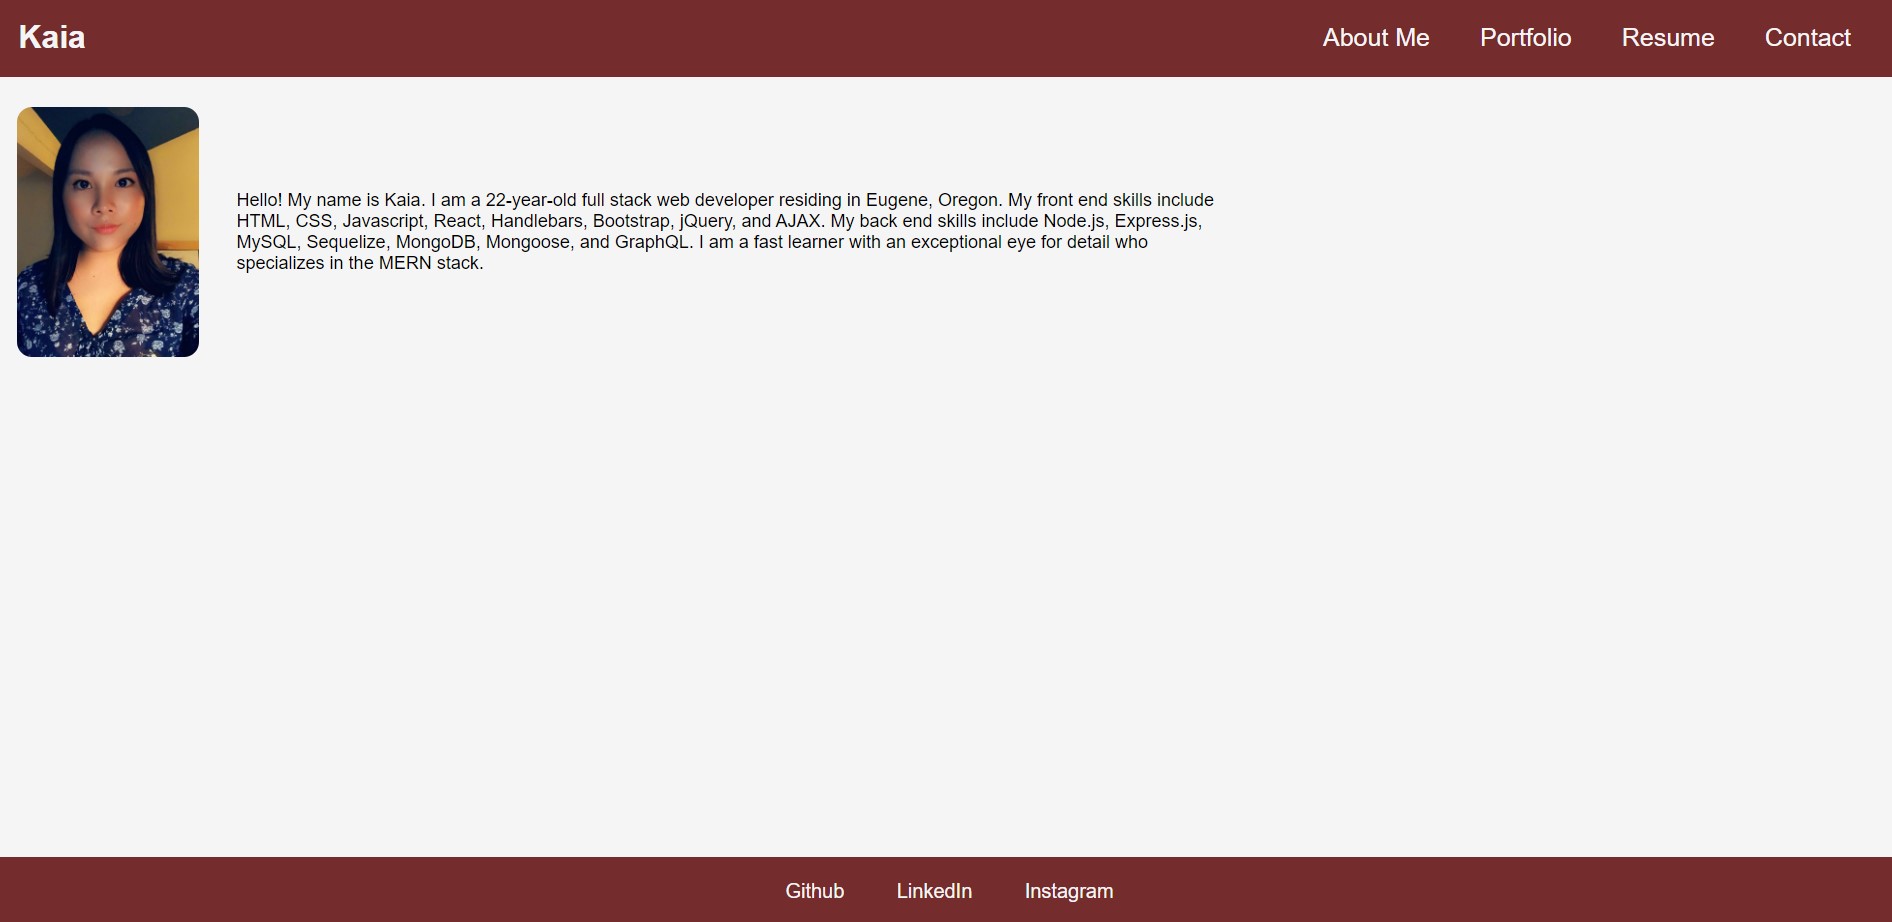 Kaia
About Me
Portfolio
Resume
Contact
Hello! My name is Kaia. I am a 22-year-old full stack web developer residing in Eugene, Oregon. My front end skills include
HTML, CSS, Javascript, React, Handlebars, Bootstrap, jQuery, and AJAX. My back end skills include Node.js, Express.js,
MySQL, Sequelize, MongoDB, Mongoose, and GraphQL. I am a fast learner with an exceptional eye for detail who
specializes in the MERN stack.
Github
LinkedIn
Instagram